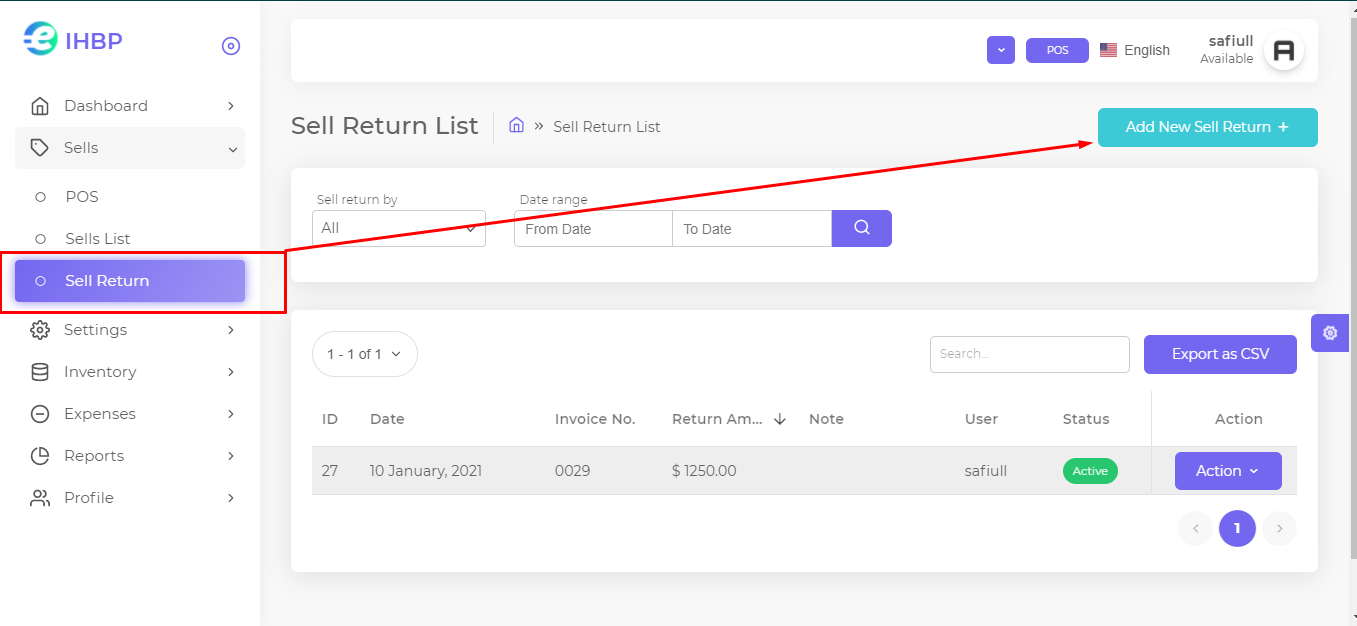 IHBP
Dashboard
Sells
POS
Sells List
Sell Return
Settings
Inventory
Expenses
Reports
Profile
POS English safiull
Available
Sell Return List » Sell Return List Add New Sell Return +
Sell return by Date range
All From Date To Date
1 - 1 of 1 Search... Export as CSV
ID Date Invoice No. Return Am... Note User Status Action
27 10 January, 2021 0029 $ 1250.00 safiull Active Action
1